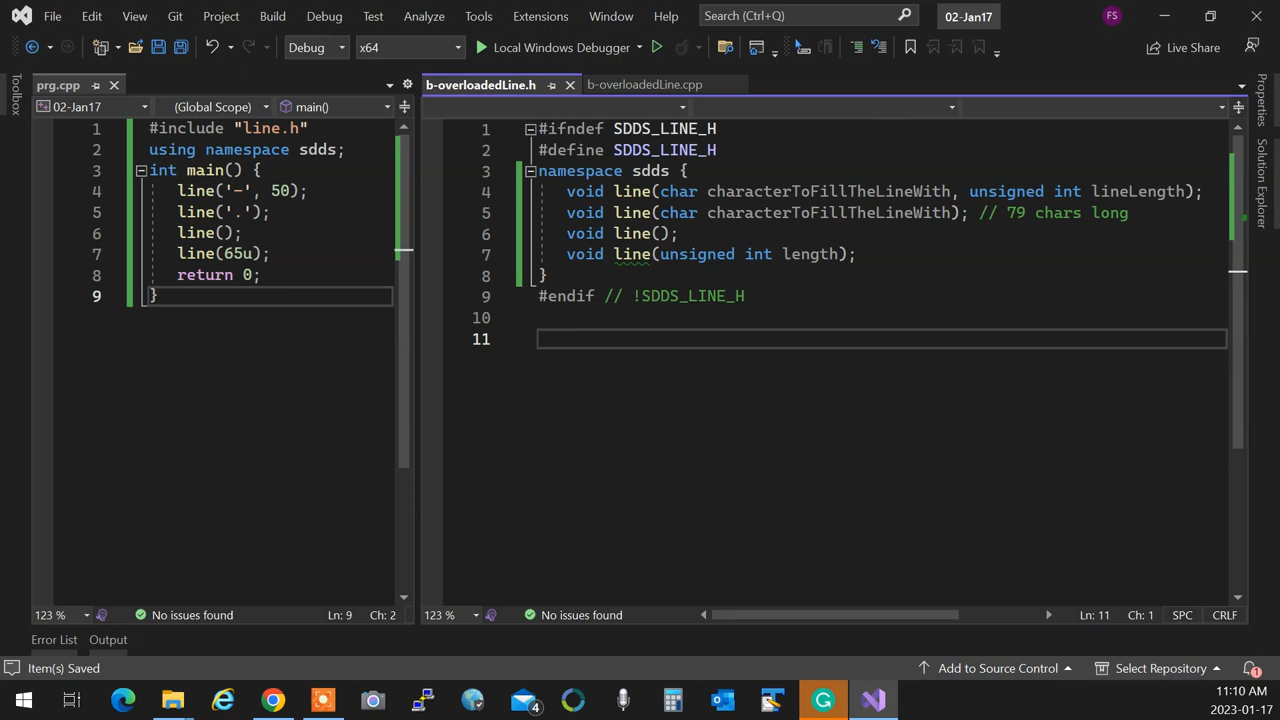 File Edit View Git Project Build Debug Test Analyze Tools Extensions Window Help Search (Ctrl+Q) 02-Jan17 FS
Debug x64 Local Windows Debugger Live Share
Toolbox
prg.cpp
02-Jan17 (Global Scope) main()
1 #include "line.h"
2 using namespace sdds;
3 int main() {
4 line('-', 50);
5 line('.');
6 line();
7 line(65u);
8 return 0;
9 }
123 % No issues found Ln: 9 Ch: 2
b-overloadedLine.h b-overloadedLine.cpp
1 #ifndef SDDS_LINE_H
2 #define SDDS_LINE_H
3 namespace sdds {
4 void line(char characterToFillTheLineWith, unsigned int lineLength);
5 void line(char characterToFillTheLineWith); // 79 chars long
6 void line();
7 void line(unsigned int length);
8 }
9 #endif // !SDDS_LINE_H
10
11
123 % No issues found Ln: 11 Ch: 1 SPC CRLF
Properties
Solution Explorer
Error List Output
Item(s) Saved Add to Source Control Select Repository 1
4
11:10 AM
2023-01-17